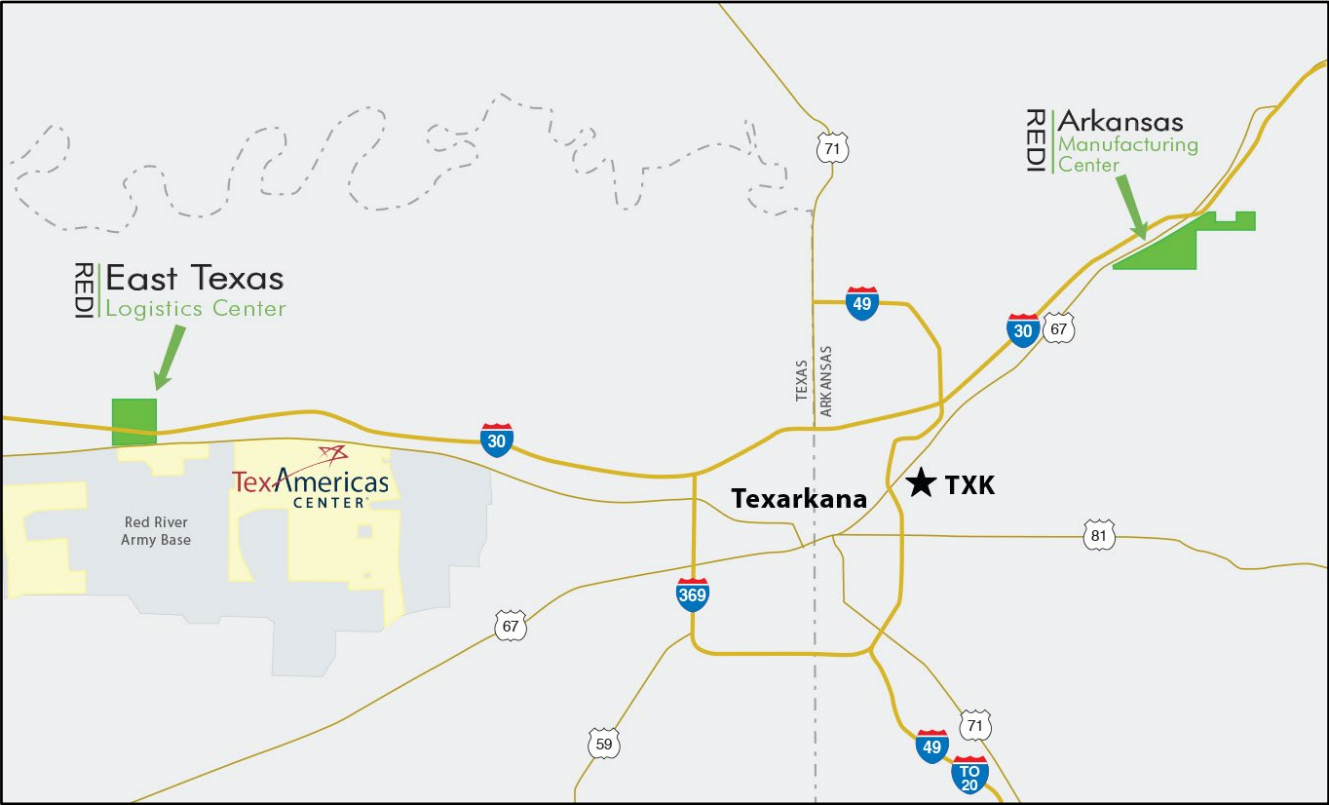 71
REDI
Arkansas
Manufacturing
Center
REDI
East Texas
Logistics Center
49
30
67
TEXAS
ARKANSAS
30
TexAmericas
CENTER®
Texarkana
TXK
Red River
Army Base
81
369
67
59
71
49
TO
20